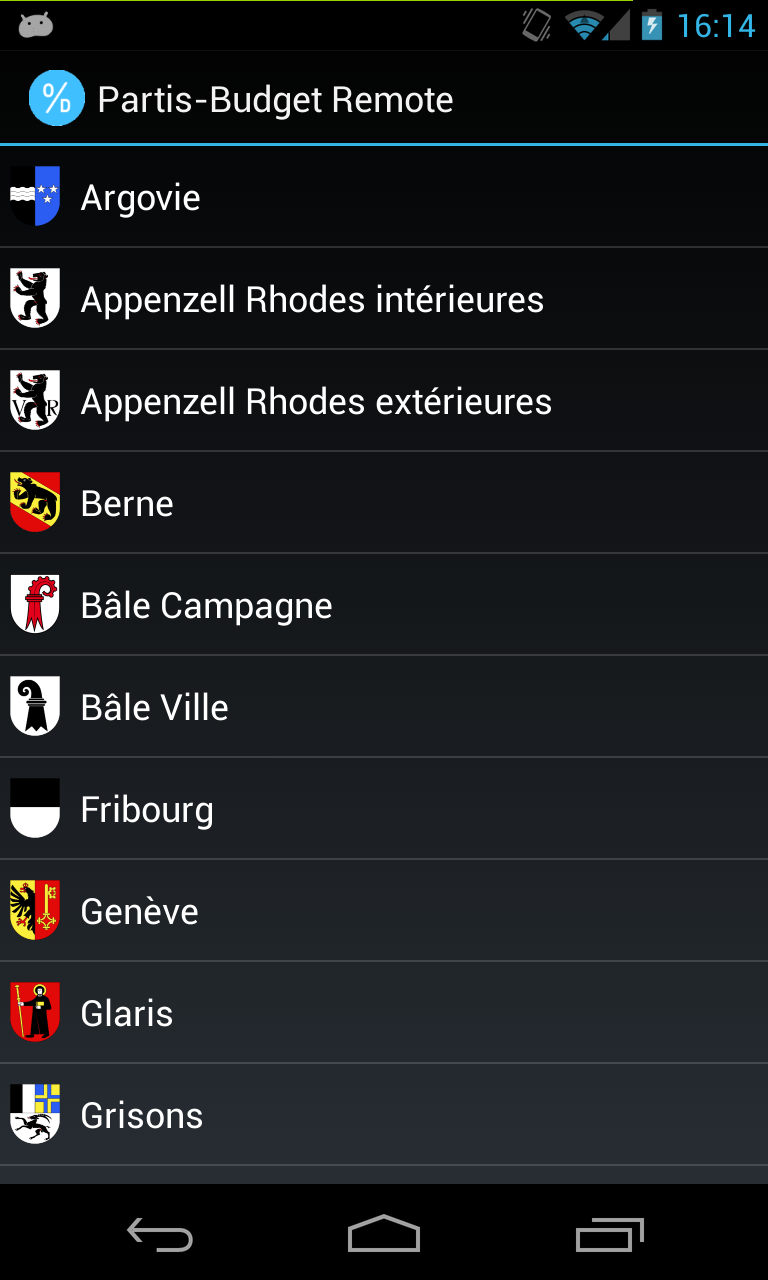 16:14
%D Partis-Budget Remote
Argovie
Appenzell Rhodes intérieures
VR Appenzell Rhodes extérieures
Berne
Bâle Campagne
Bâle Ville
Fribourg
Genève
Glaris
Grisons